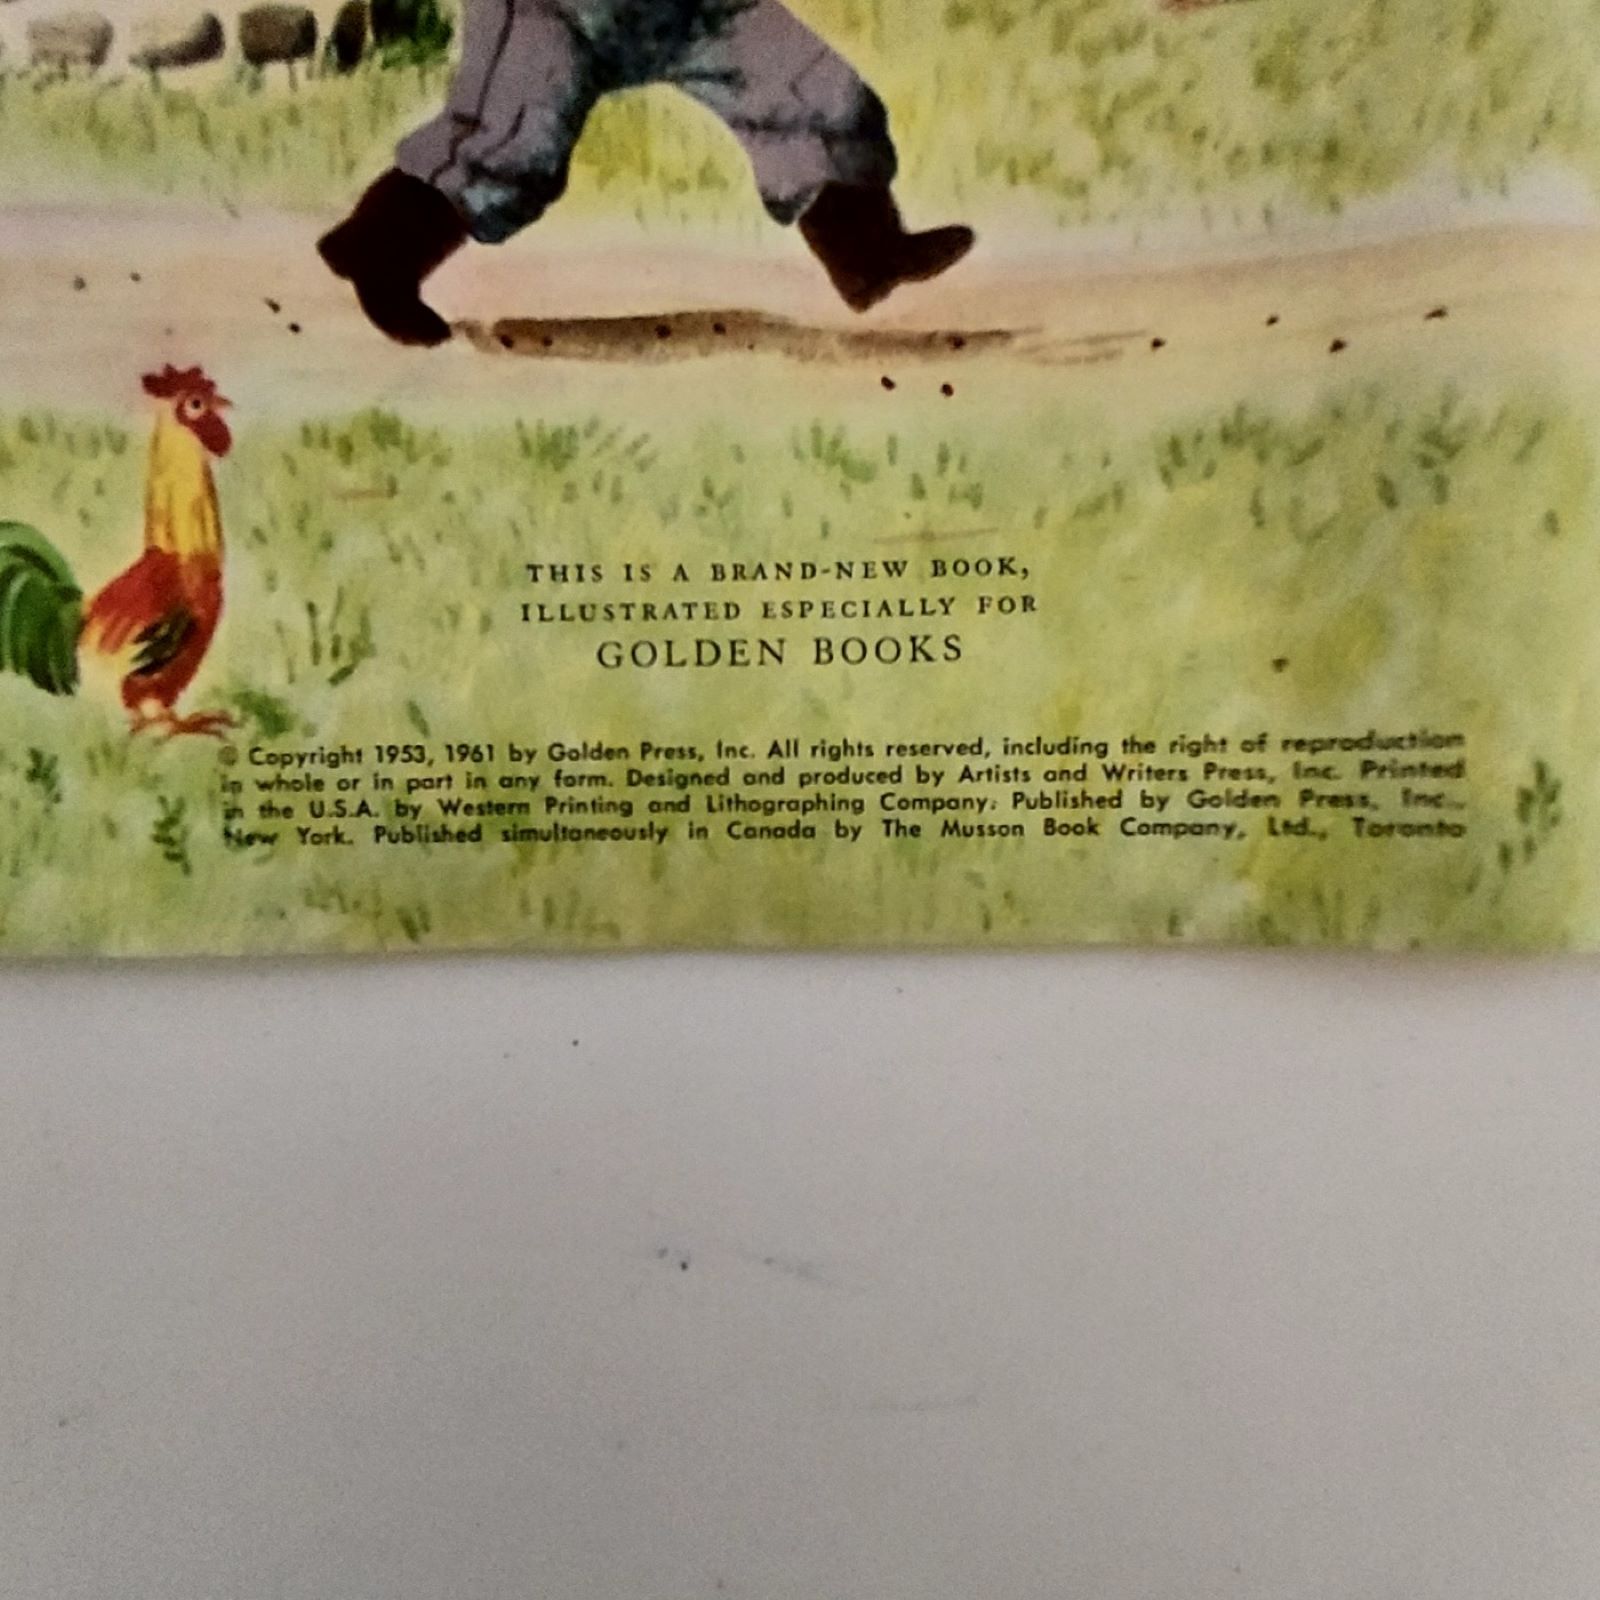 THIS IS A BRAND-NEW BOOK,
ILLUSTRATED ESPECIALLY FOR
GOLDEN BOOKS
© Copyright 1953, 1961 by Golden Press, Inc. All rights reserved, including the right of reproduction
in whole or in part in any form. Designed and produced by Artists and Writers Press, Inc. Printed
in the U.S.A. by Western Printing and Lithographing Company. Published by Golden Press, Inc.,
New York. Published simultaneously in Canada by The Musson Book Company, Ltd., Toronto